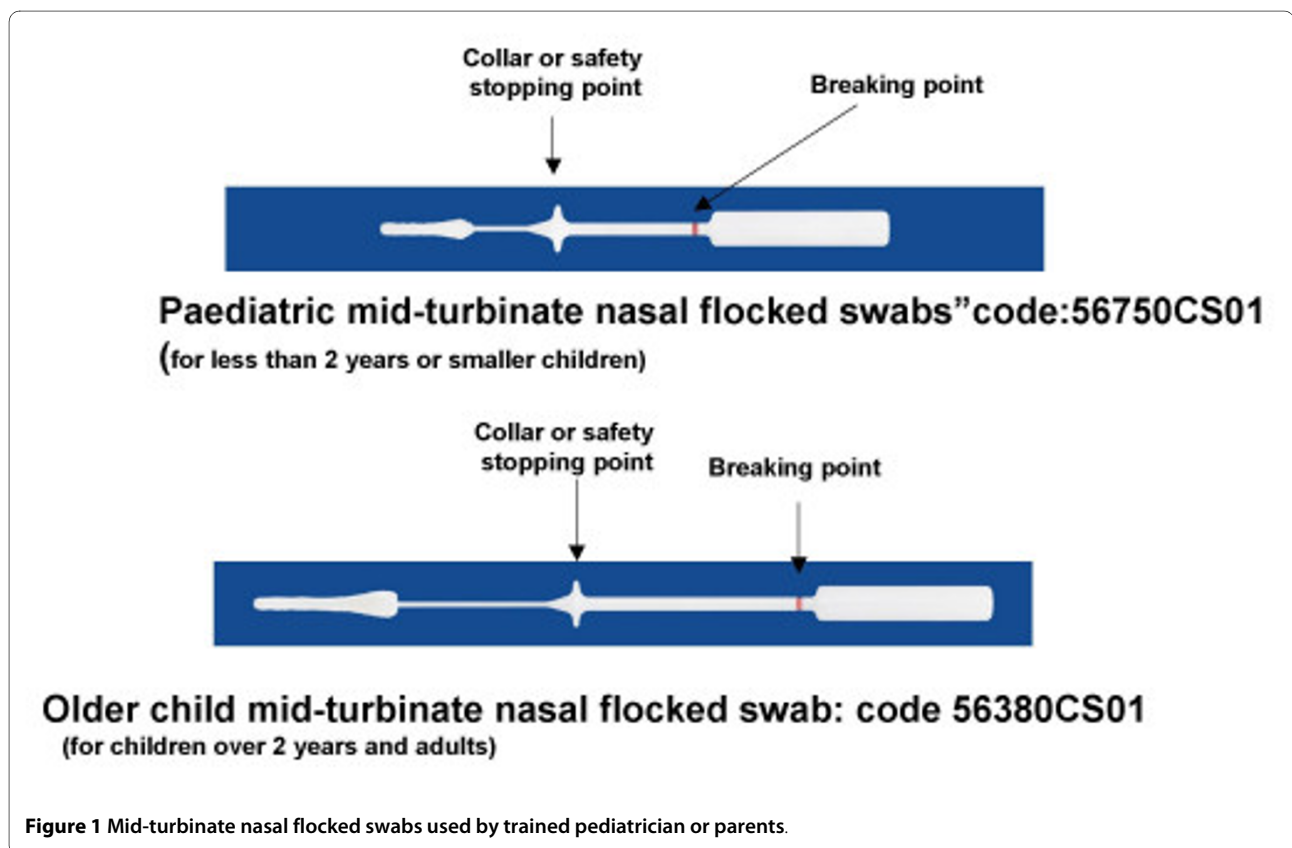 Collar or safety
stopping point
Breaking point
Paediatric mid-turbinate nasal flocked swabs”code:56750CS01
(for less than 2 years or smaller children)
Collar or safety
stopping point
Breaking point
Older child mid-turbinate nasal flocked swab: code 56380CS01
(for children over 2 years and adults)
Figure 1 Mid-turbinate nasal flocked swabs used by trained pediatrician or parents.